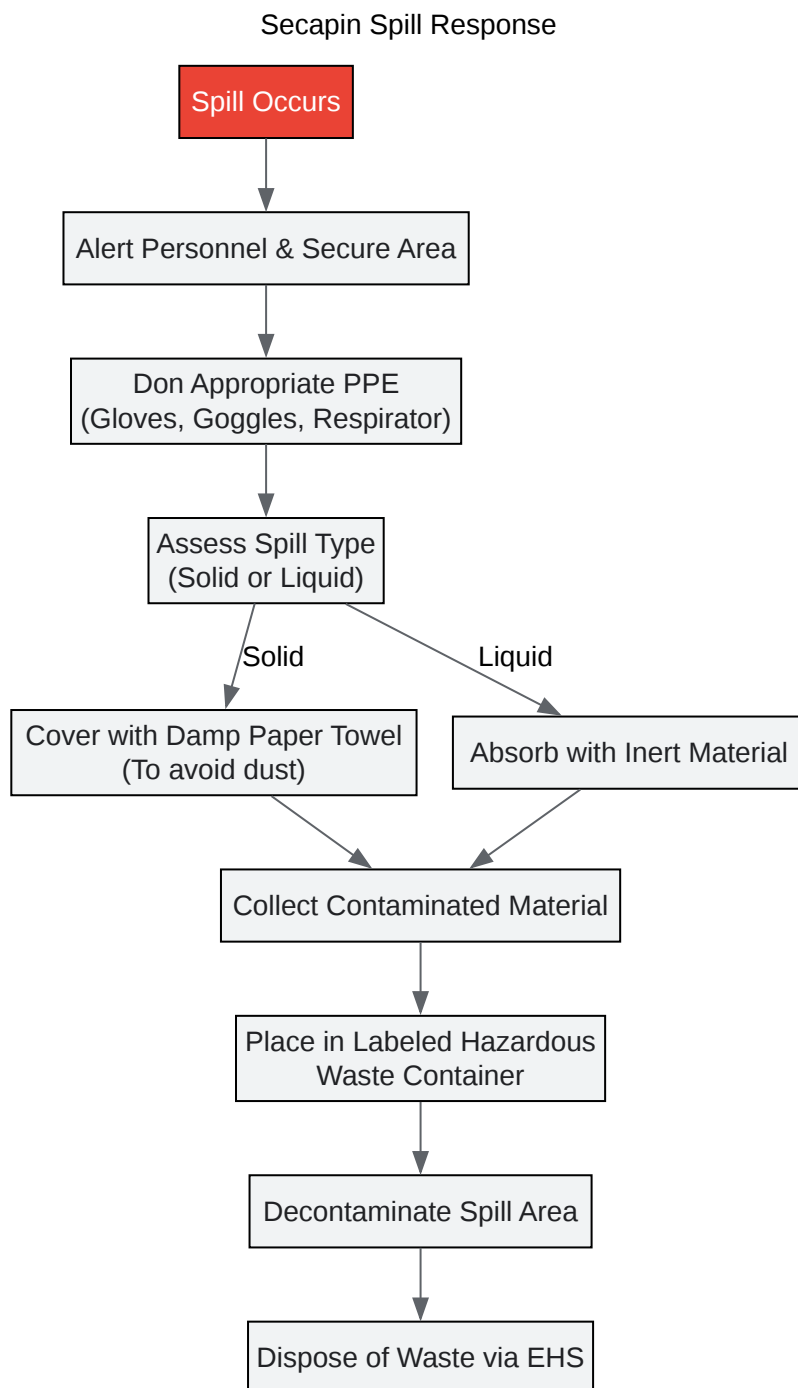 Secapin Spill Response
Spill Occurs
Alert Personnel & Secure Area
Don Appropriate PPE
(Gloves, Goggles, Respirator)
Assess Spill Type
(Solid or Liquid)
Solid
Liquid
Cover with Damp Paper Towel
(To avoid dust)
Absorb with Inert Material
Collect Contaminated Material
Place in Labeled Hazardous
Waste Container
Decontaminate Spill Area
Dispose of Waste via EHS